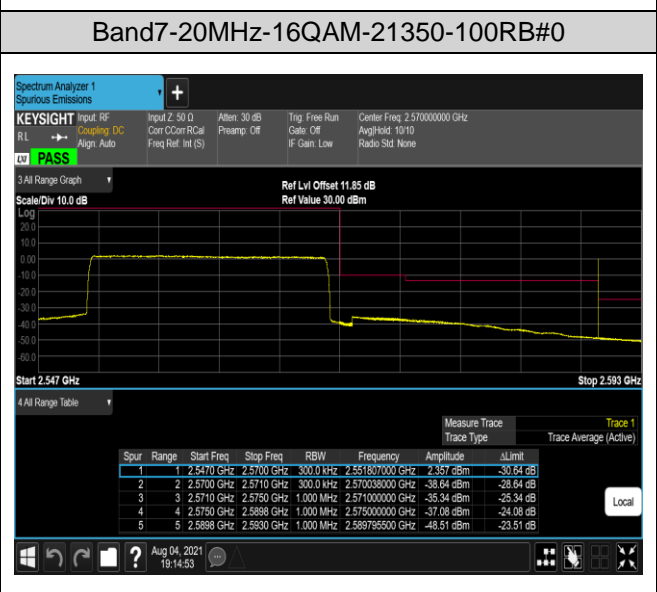 Band7-20MHz-16QAM-21350-100RB#0
Spectrum Analyzer 1
Spurious Emissions
+
KEYSIGHT Input: RF Input Z: 50 Ω Atten: 30 dB Trig: Free Run Center Freq: 2.570000000 GHz
RL Coupling: DC Corr CCorr RCal Preamp: Off Gate: Off Avg|Hold: 10/10
Align: Auto Freq Ref: Int (S) IF Gain: Low Radio Std: None
LXI PASS
3 All Range Graph
Ref Lvl Offset 11.85 dB
Scale/Div 10.0 dB Ref Value 30.00 dBm
Log
20.0
10.0
0.00
-10.0
-20.0
-30.0
-40.0
-50.0
-60.0
Start 2.547 GHz Stop 2.593 GHz
4 All Range Table
Measure Trace Trace 1
Trace Type Trace Average (Active)
Spur Range Start Freq Stop Freq RBW Frequency Amplitude ΔLimit
1 1 2.5470 GHz 2.5700 GHz 300.0 kHz 2.551807000 GHz 2.357 dBm -30.64 dB
2 2 2.5700 GHz 2.5710 GHz 300.0 kHz 2.570038000 GHz -38.64 dBm -28.64 dB
3 3 2.5710 GHz 2.5750 GHz 1.000 MHz 2.571000000 GHz -35.34 dBm -25.34 dB
4 4 2.5750 GHz 2.5898 GHz 1.000 MHz 2.575000000 GHz -37.08 dBm -24.08 dB
5 5 2.5898 GHz 2.5930 GHz 1.000 MHz 2.589795500 GHz -48.51 dBm -23.51 dB
Local
? Aug 04, 2021
19:14:53